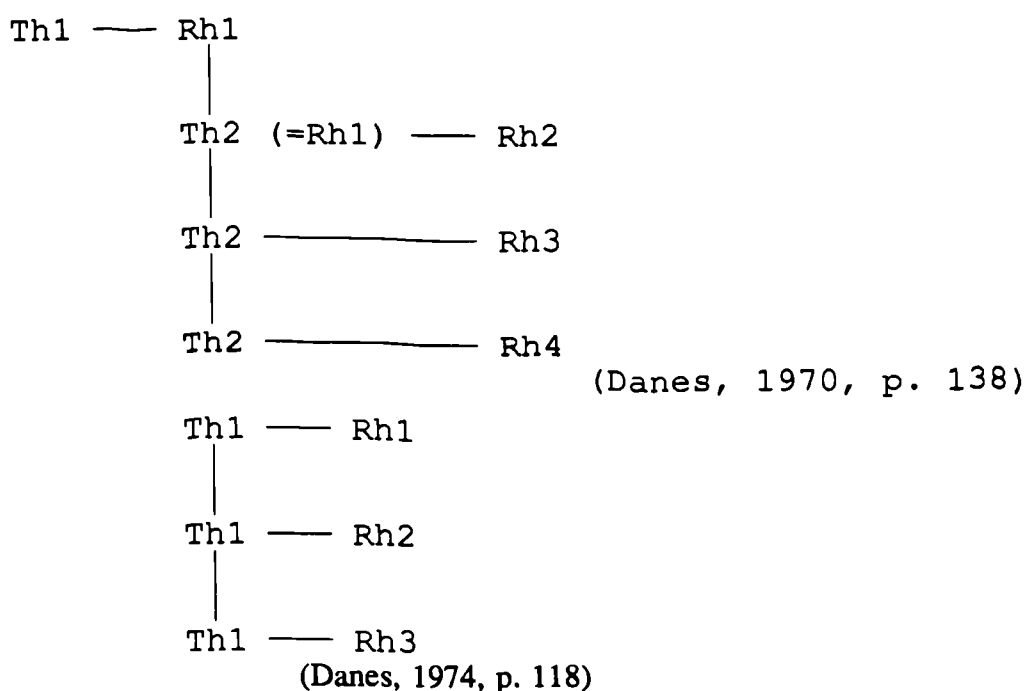 Th1 Rh1
Th2 (=Rh1) Rh2
Th2 Rh3
Th2 Rh4
(Danes, 1970, p. 138)
Th1 Rh1
Th1 Rh2
Th1 Rh3
(Danes, 1974, p. 118)